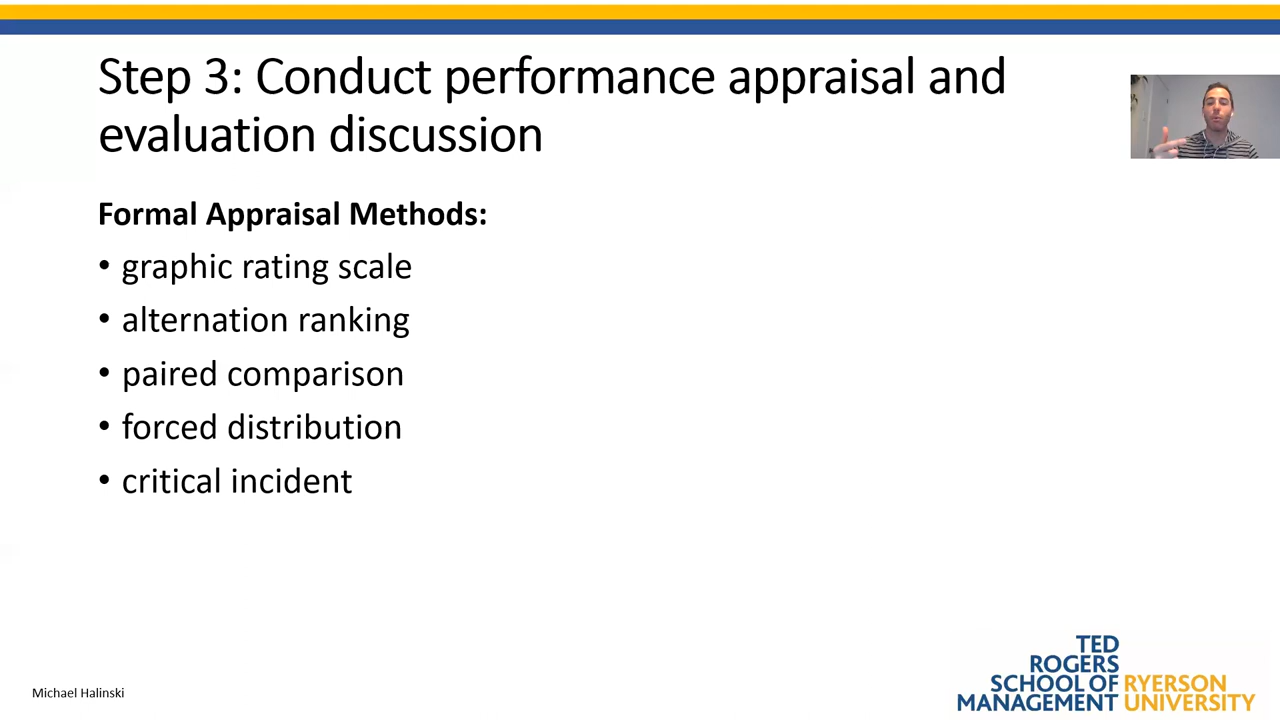 Step 3: Conduct performance appraisal and
evaluation discussion
Formal Appraisal Methods:
• graphic rating scale
• alternation ranking
• paired comparison
• forced distribution
• critical incident
Michael Halinski
TED
ROGERS
SCHOOL OF RYERSON
MANAGEMENT UNIVERSITY